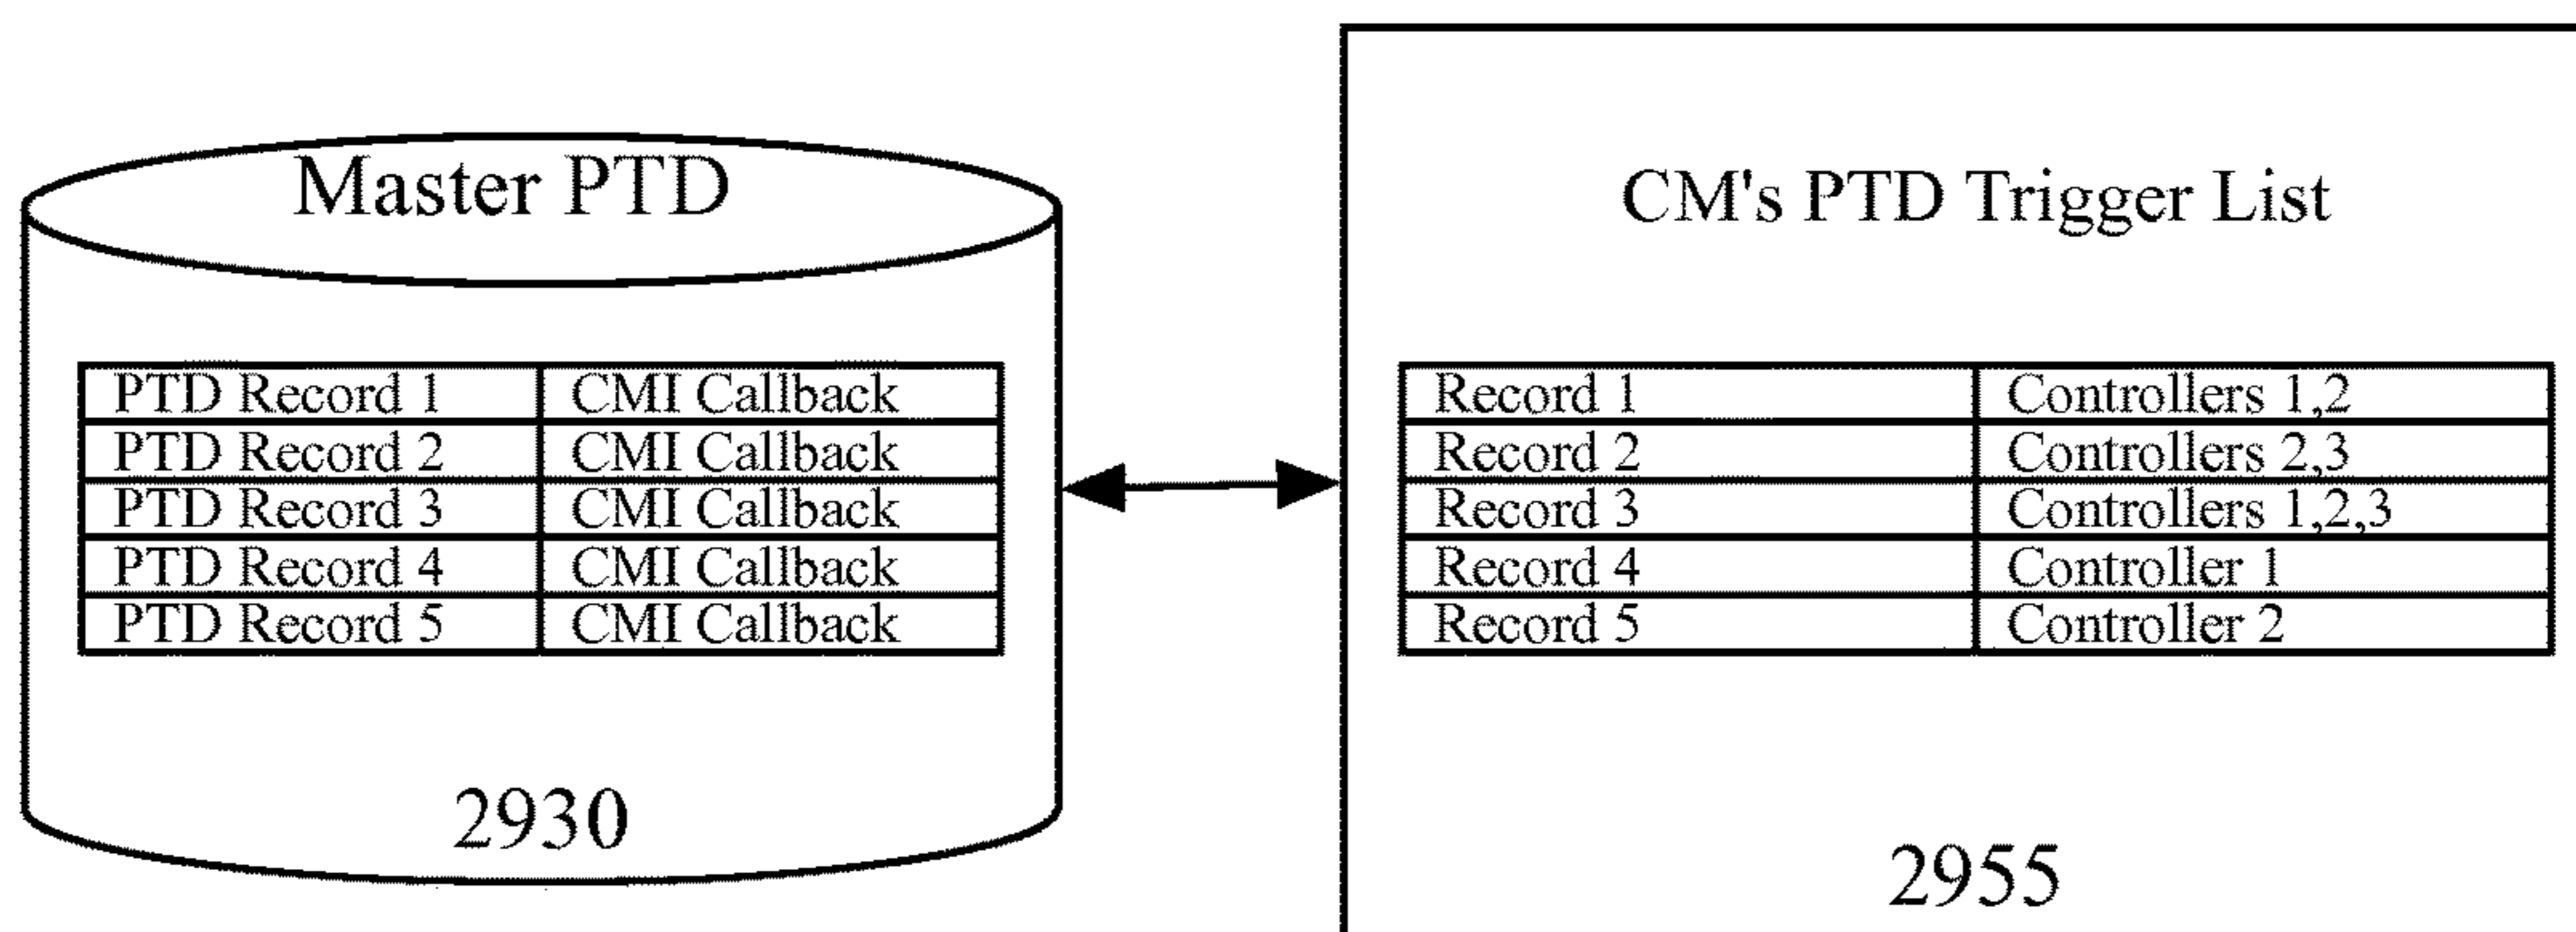 Master PTD
PTD Record 1 CMI Callback
PTD Record 2 CMI Callback
PTD Record 3 CMI Callback
PTD Record 4 CMI Callback
PTD Record 5 CMI Callback
2930
CM's PTD Trigger List
Record 1 Controllers 1,2
Record 2 Controllers 2,3
Record 3 Controllers 1,2,3
Record 4 Controller 1
Record 5 Controller 2
2955